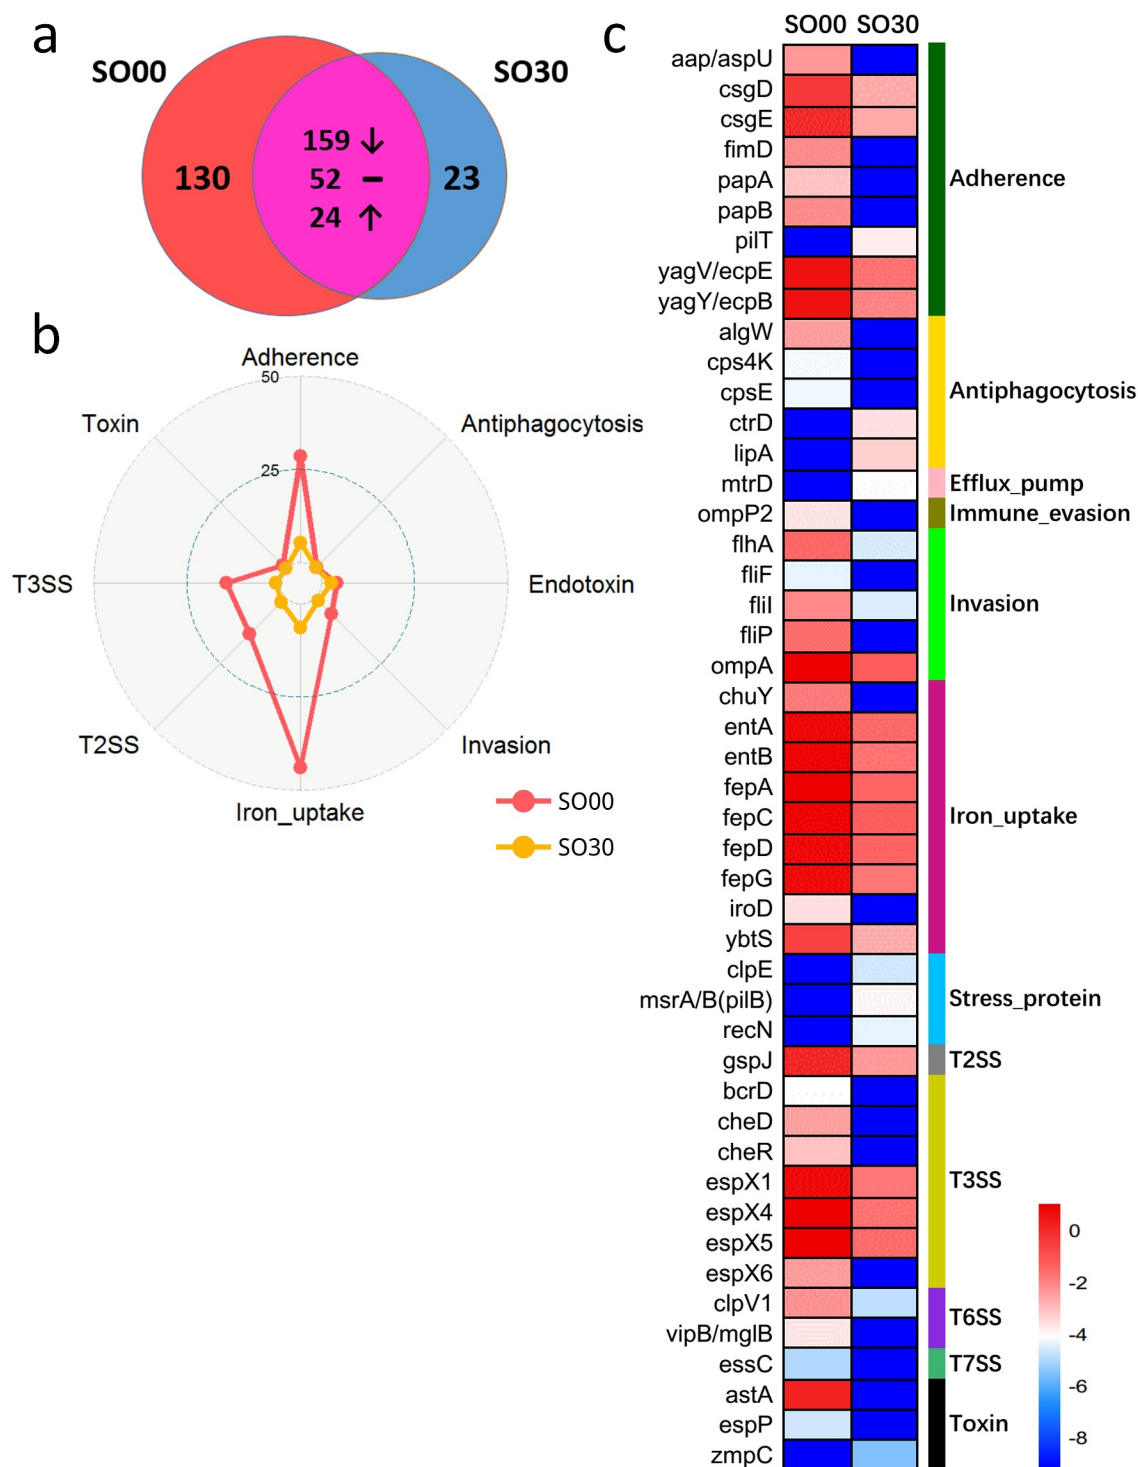 a
SO00
SO30
159 ↓
130
52 –
23
24 ↑
b
Adherence
50
Toxin
Antiphagocytosis
25
T3SS
Endotoxin
T2SS
Invasion
Iron_uptake
SO00
SO30
c
SO00 SO30
aap/aspU
csgD
csgE
fimD
papA
Adherence
papB
pilT
yagV/ecpE
yagY/ecpB
algW
cps4K
cpsE
Antiphagocytosis
ctrD
lipA
mtrD
Efflux_pump
ompP2
Immune_evasion
flhA
fliF
fliI
Invasion
fliP
ompA
chuY
entA
entB
fepA
fepC
Iron_uptake
fepD
fepG
iroD
ybtS
clpE
msrA/B(pilB)
Stress_protein
recN
gspJ
T2SS
bcrD
cheD
cheR
espX1
T3SS
espX4
espX5
espX6
clpV1
T6SS
vipB/mglB
essC
T7SS
astA
espP
Toxin
zmpC
0
-2
-4
-6
-8